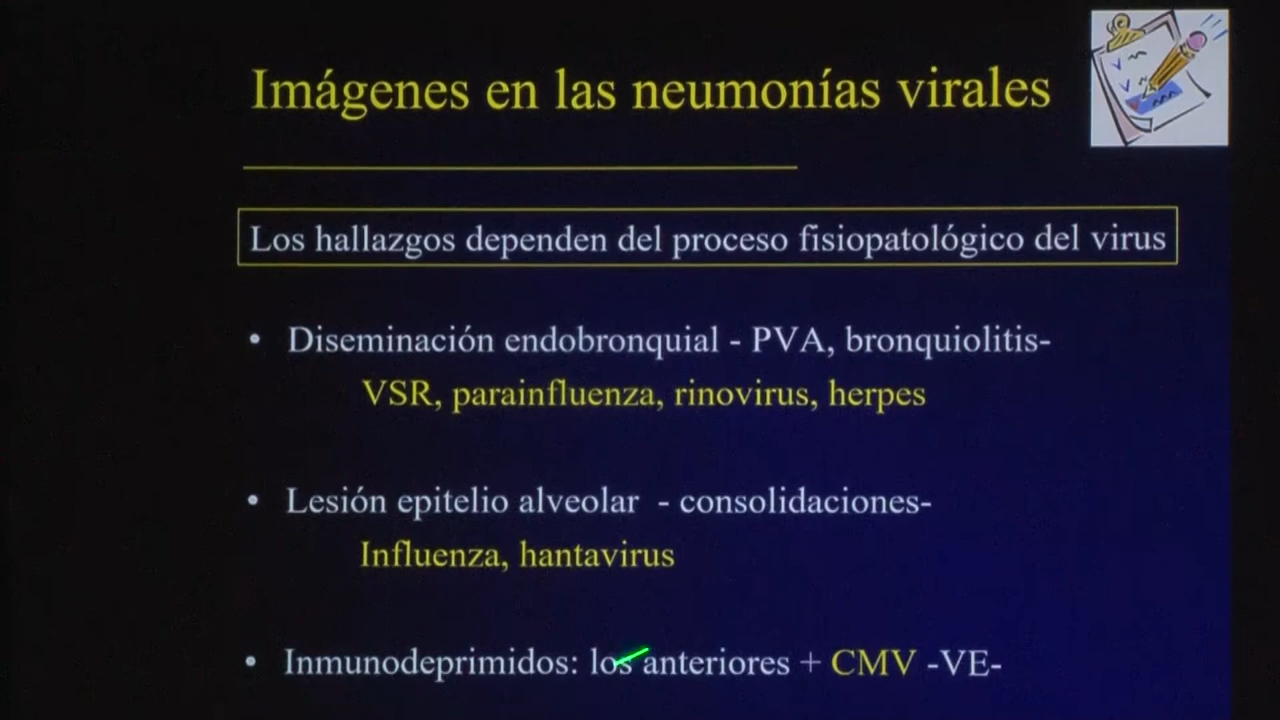 Imágenes en las neumonías virales
Los hallazgos dependen del proceso fisiopatológico del virus
• Diseminación endobronquial - PVA, bronquiolitis-
VSR, parainfluenza, rinovirus, herpes
• Lesión epitelio alveolar - consolidaciones-
Influenza, hantavirus
• Inmunodeprimidos: los anteriores + CMV -VE-